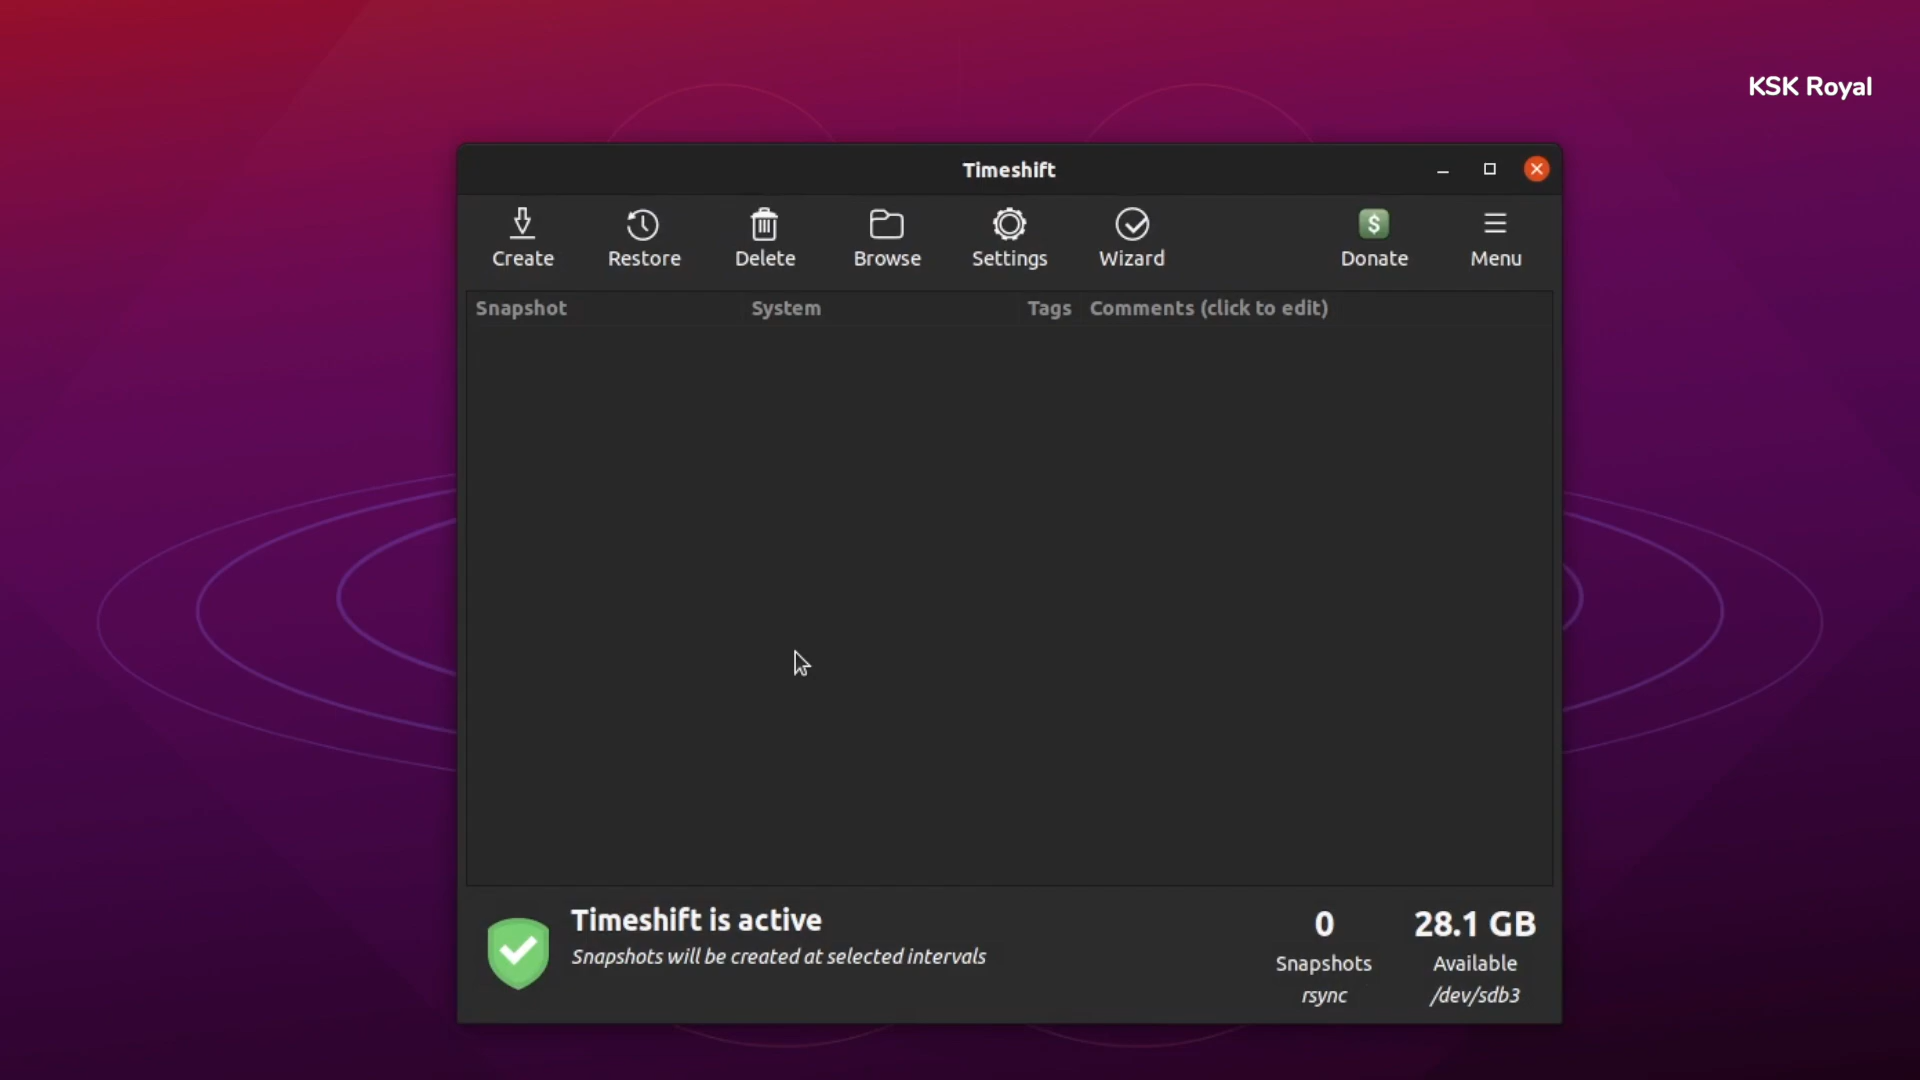 KSK Royal
Timeshift
Create Restore Delete Browse Settings Wizard Donate Menu
Snapshot System Tags Comments (click to edit)
Timeshift is active
Snapshots will be created at selected intervals
0 28.1 GB
Snapshots Available
rsync /dev/sdb3